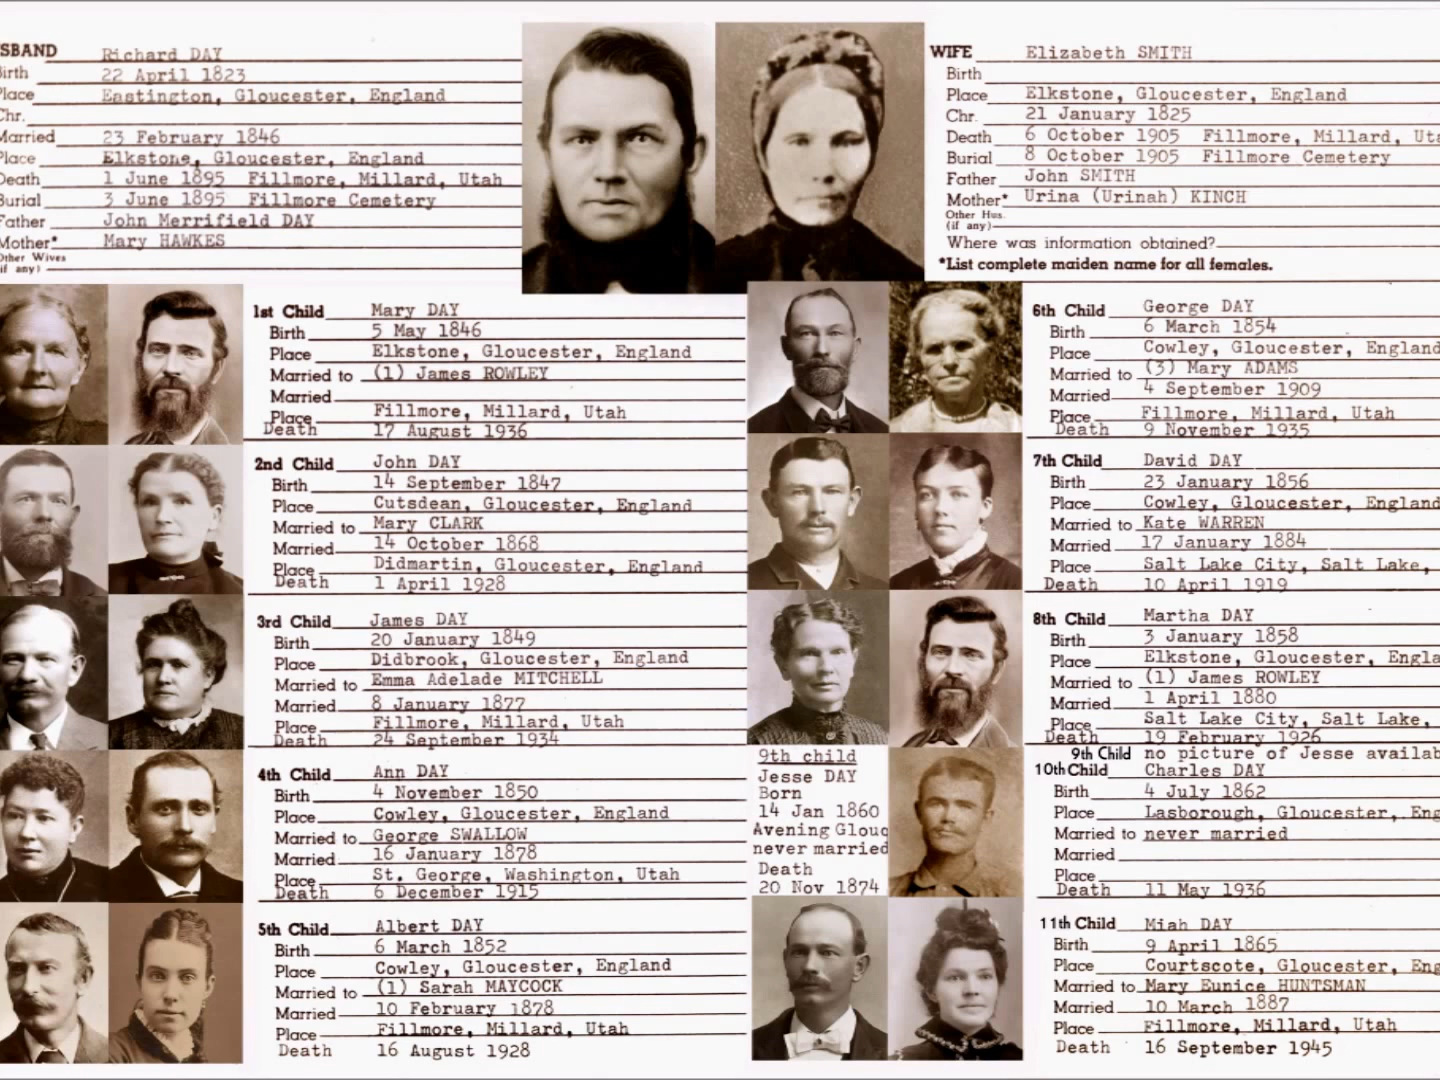 SBAND Richard DAY
Birth 22 April 1823
Place Eastington, Gloucester, England
Chr.
Married 23 February 1846
Place Elkstone, Gloucester, England
Death 1 June 1895 Fillmore, Millard, Utah
Burial 3 June 1895 Fillmore Cemetery
Father John Merrifield DAY
Mother* Mary HAWKES
Other Wives
(if any)
WIFE Elizabeth SMITH
Birth
Place Elkstone, Gloucester, England
Chr. 21 January 1825
Death 6 October 1905 Fillmore, Millard, Uta
Burial 8 October 1905 Fillmore Cemetery
Father John SMITH
Mother* Urina (Urinah) KINCH
Other Hus.
(if any)
Where was information obtained?
*List complete maiden name for all females.
1st Child Mary DAY
Birth 5 May 1846
Place Elkstone, Gloucester, England
Married to (1) James ROWLEY
Married
Place Fillmore, Millard, Utah
Death 17 August 1936
2nd Child John DAY
Birth 14 September 1847
Place Cutsdean, Gloucester, England
Married to Mary CLARK
Married 14 October 1868
Place Didmartin, Gloucester, England
Death 1 April 1928
3rd Child James DAY
Birth 20 January 1849
Place Didbrook, Gloucester, England
Married to Emma Adelade MITCHELL
Married 8 January 1877
Place Fillmore, Millard, Utah
Death 24 September 1934
4th Child Ann DAY
Birth 4 November 1850
Place Cowley, Gloucester, England
Married to George SWALLOW
Married 16 January 1878
Place St. George, Washington, Utah
Death 6 December 1915
5th Child Albert DAY
Birth 6 March 1852
Place Cowley, Gloucester, England
Married to (1) Sarah MAYCOCK
Married 10 February 1878
Place Fillmore, Millard, Utah
Death 16 August 1928
6th Child George DAY
Birth 6 March 1854
Place Cowley, Gloucester, England
Married to (3) Mary ADAMS
Married 4 September 1909
Place Fillmore, Millard, Utah
Death 9 November 1935
7th Child David DAY
Birth 23 January 1856
Place Cowley, Gloucester, England
Married to Kate WARREN
Married 17 January 1884
Place Salt Lake City, Salt Lake,
Death 10 April 1919
8th Child Martha DAY
Birth 3 January 1858
Place Elkstone, Gloucester, Engla
Married to (1) James ROWLEY
Married 1 April 1880
Place Salt Lake City, Salt Lake,
Death 19 February 1926
9th Child no picture of Jesse availab
9th child
Jesse DAY
Born
14 Jan 1860
Avening Glouc
never married
Death
20 Nov 1874
10th Child Charles DAY
Birth 4 July 1862
Place Lasborough, Gloucester, Eng
Married to never married
Married
Place
Death 11 May 1936
11th Child Miah DAY
Birth 9 April 1865
Place Courtscote, Gloucester, Eng
Married to Mary Eunice HUNTSMAN
Married 10 March 1887
Place Fillmore, Millard, Utah
Death 16 September 1945